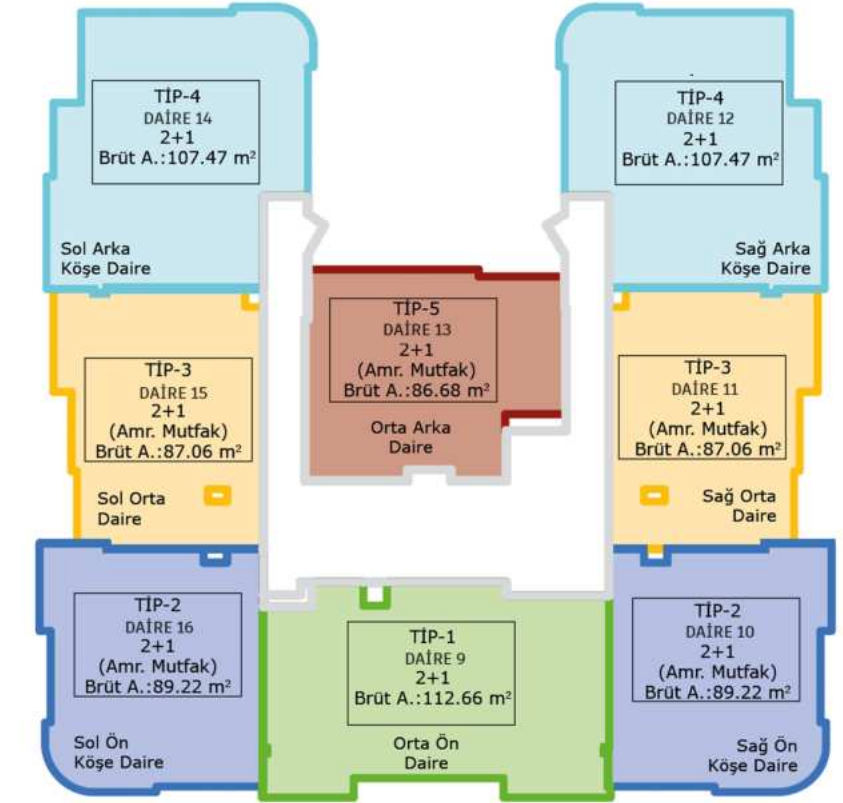 TİP-4
DAİRE 14
2+1
Brüt A.:107.47 m²
Sol Arka
Köşe Daire
TİP-4
DAİRE 12
2+1
Brüt A.:107.47 m²
Sağ Arka
Köşe Daire
TİP-3
DAİRE 15
2+1
(Amr. Mutfak)
Brüt A.:87.06 m²
Sol Orta
Daire
TİP-5
DAİRE 13
2+1
(Amr. Mutfak)
Brüt A.:86.68 m²
Orta Arka
Daire
TİP-3
DAİRE 11
2+1
(Amr. Mutfak)
Brüt A.:87.06 m²
Sağ Orta
Daire
TİP-2
DAİRE 16
2+1
(Amr. Mutfak)
Brüt A.:89.22 m²
Sol Ön
Köşe Daire
TİP-1
DAİRE 9
2+1
Brüt A.:112.66 m²
Orta Ön
Daire
TİP-2
DAİRE 10
2+1
(Amr. Mutfak)
Brüt A.:89.22 m²
Sağ Ön
Köşe Daire